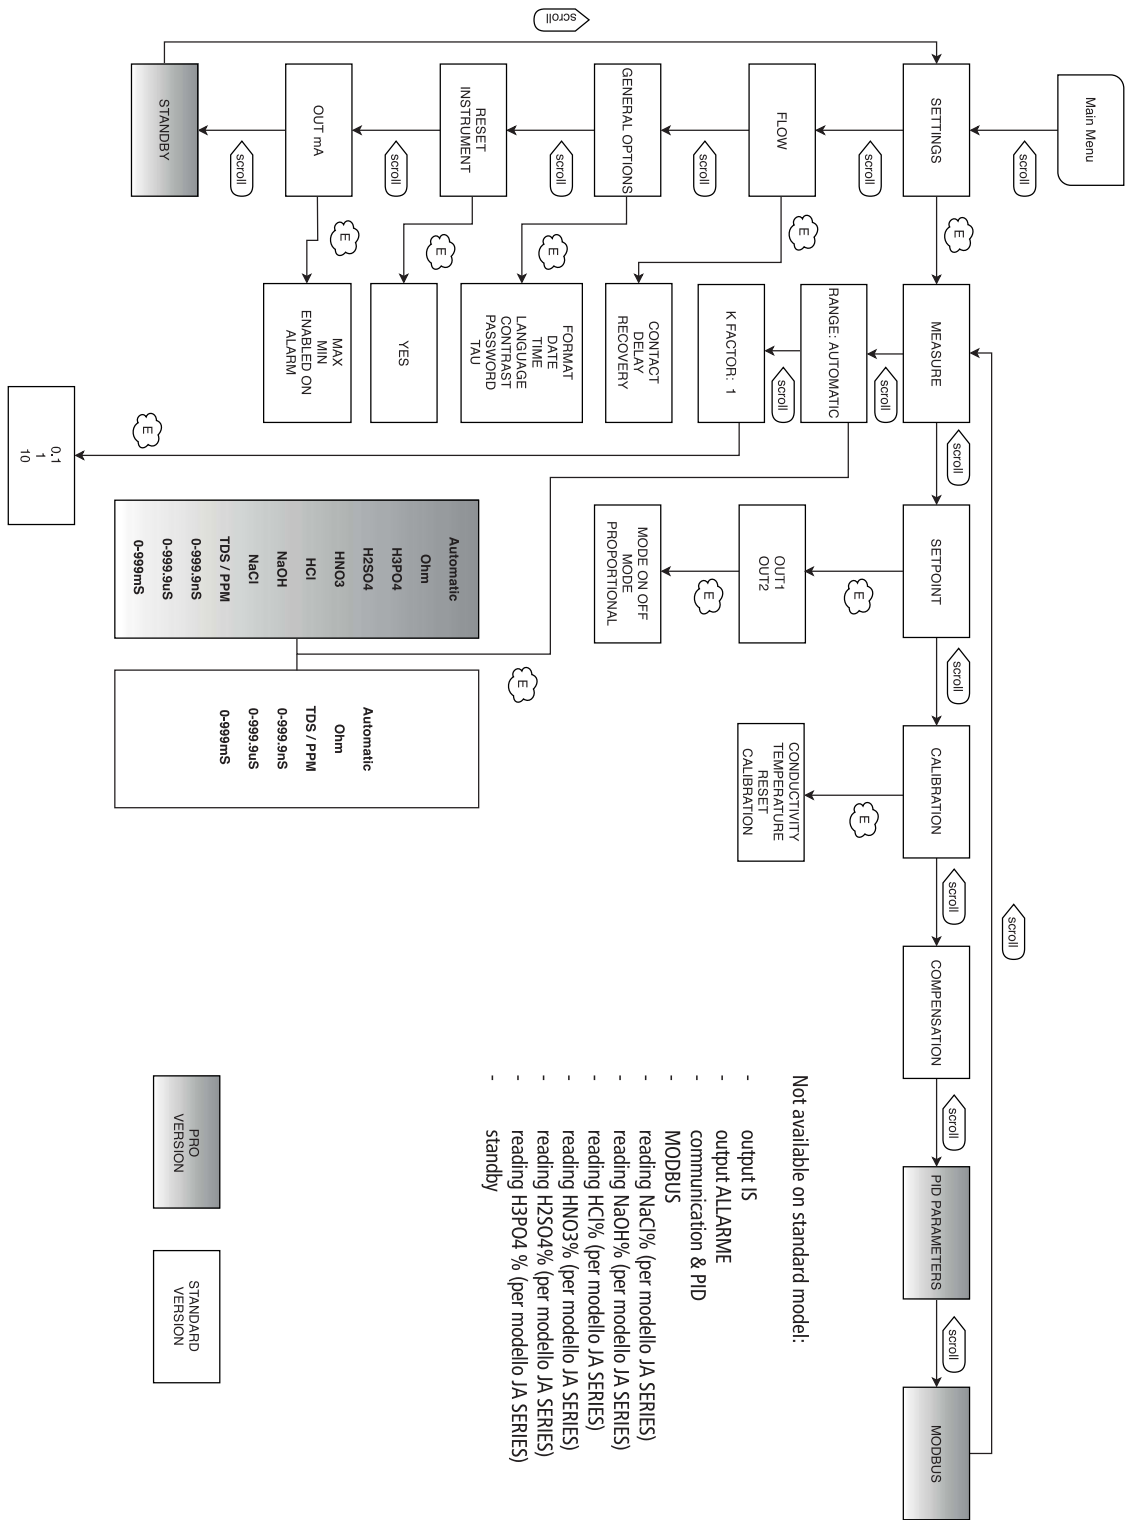 Main Menu
scroll
SETTINGS
scroll
FLOW
scroll
GENERAL OPTIONS
scroll
RESET
INSTRUMENT
scroll
OUT mA
scroll
STANDBY
scroll
E
E
E
E
E
MEASURE
scroll
RANGE: AUTOMATIC
scroll
K FACTOR: 1
CONTACT
DELAY
RECOVERY
FORMAT
DATE
TIME
LANGUAGE
CONTRAST
PASSWORD
TAU
YES
MAX
MIN
ENABLED ON
ALARM
E
0.1
1
10
scroll
SETPOINT
E
OUT1
OUT2
E
MODE ON OFF
MODE
PROPORTIONAL
Automatic
Ohm
H3PO4
H2SO4
HNO3
HCl
NaOH
NaCl
TDS / PPM
0-999.9nS
0-999.9uS
0-999mS
scroll
E
CALIBRATION
E
CONDUCTIVITY
TEMPERATURE
RESET
CALIBRATION
Automatic
Ohm
TDS / PPM
0-999.9nS
0-999.9uS
0-999mS
scroll
scroll
COMPENSATION
scroll
PID PARAMETERS
scroll
MODBUS
Not available on standard model:
- output IS
- output ALLARME
- communication & PID
- MODBUS
- reading NaCl% (per modello JA SERIES)
- reading NaOH% (per modello JA SERIES)
- reading HCl% (per modello JA SERIES)
- reading HNO3% (per modello JA SERIES)
- reading H2SO4% (per modello JA SERIES)
- reading H3PO4 % (per modello JA SERIES)
- standby
PRO
VERSION
STANDARD
VERSION